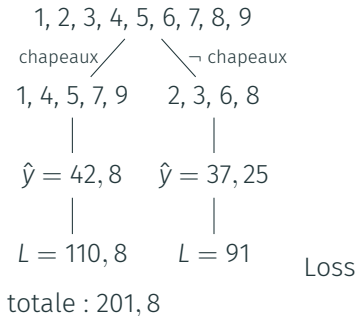 1, 2, 3, 4, 5, 6, 7, 8, 9
chapeaux ¬ chapeaux
1, 4, 5, 7, 9 2, 3, 6, 8
ŷ = 42, 8 ŷ = 37, 25
L = 110, 8 L = 91 Loss
totale : 201, 8